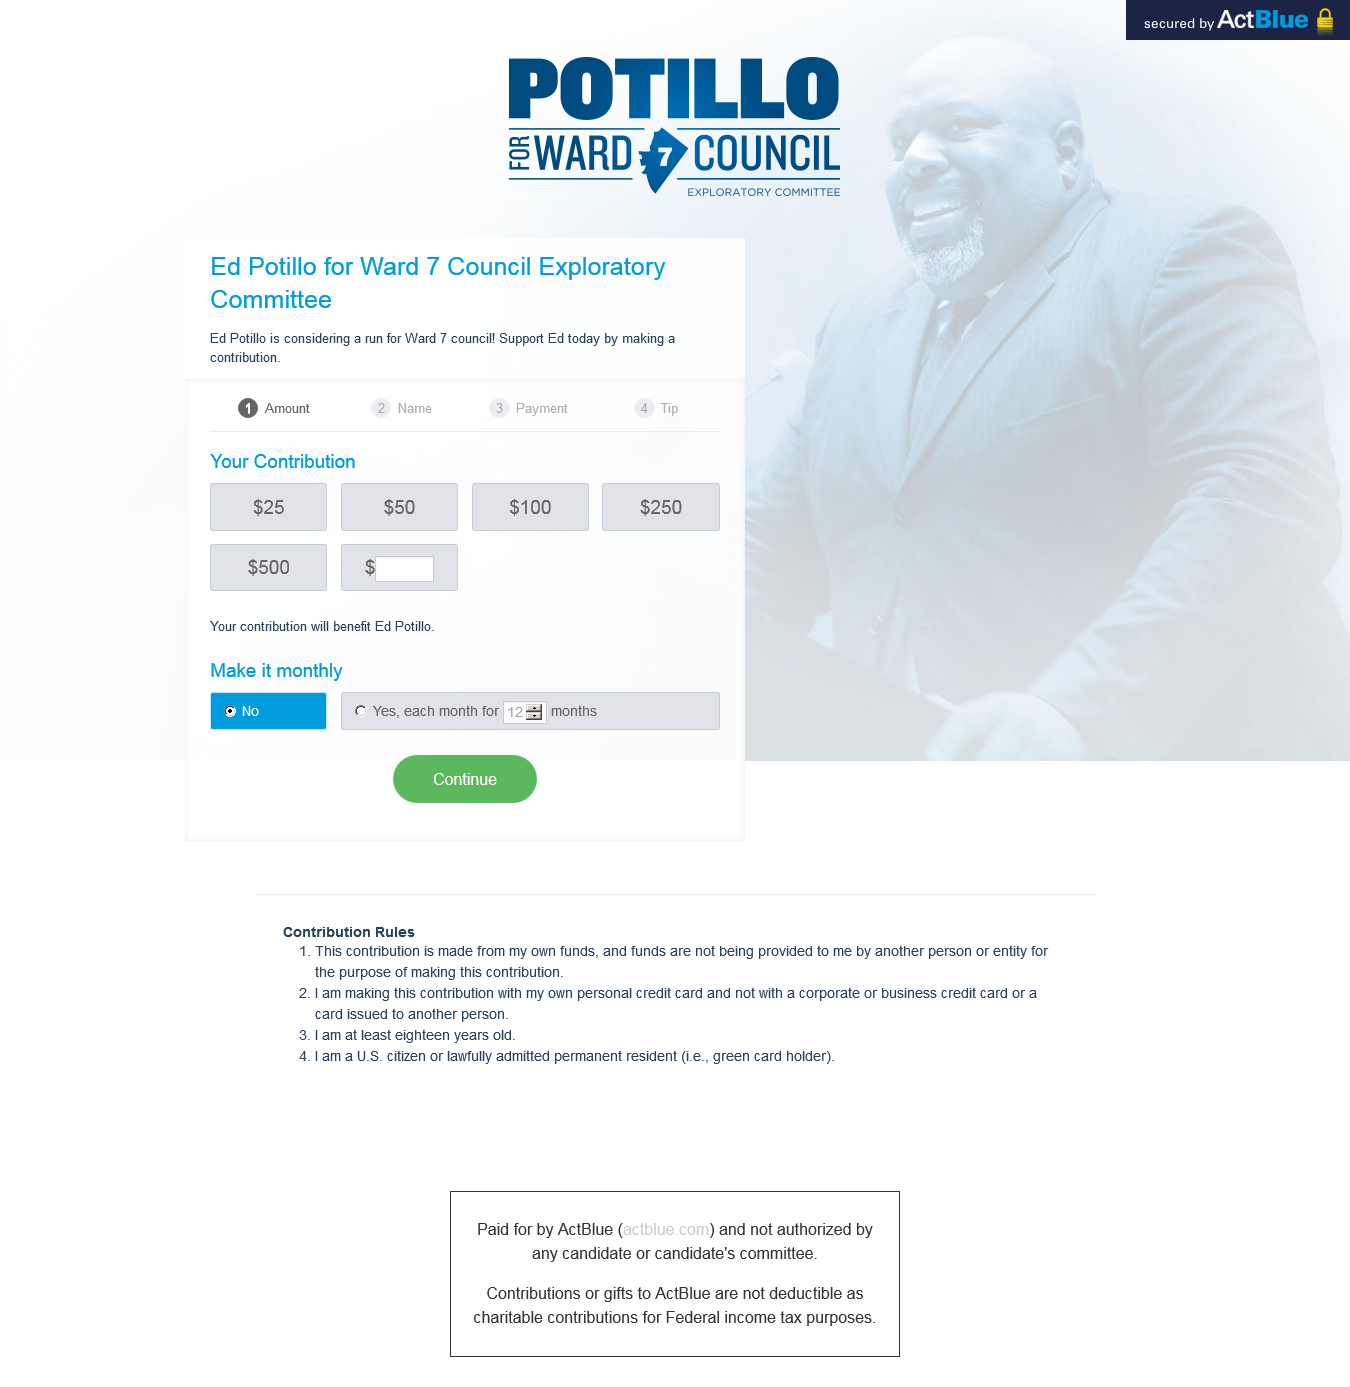 secured by ActBlue
POTILLO
FOR WARD 7 COUNCIL
EXPLORATORY COMMITTEE
Ed Potillo for Ward 7 Council Exploratory
Committee
Ed Potillo is considering a run for Ward 7 council! Support Ed today by making a
contribution.
1 Amount 2 Name 3 Payment 4 Tip
Your Contribution
$25 $50 $100 $250
$500 $
Your contribution will benefit Ed Potillo.
Make it monthly
No Yes, each month for 12 months
Continue
Contribution Rules
1. This contribution is made from my own funds, and funds are not being provided to me by another person or entity for
the purpose of making this contribution.
2. I am making this contribution with my own personal credit card and not with a corporate or business credit card or a
card issued to another person.
3. I am at least eighteen years old.
4. I am a U.S. citizen or lawfully admitted permanent resident (i.e., green card holder).
Paid for by ActBlue (actblue.com) and not authorized by
any candidate or candidate's committee.
Contributions or gifts to ActBlue are not deductible as
charitable contributions for Federal income tax purposes.